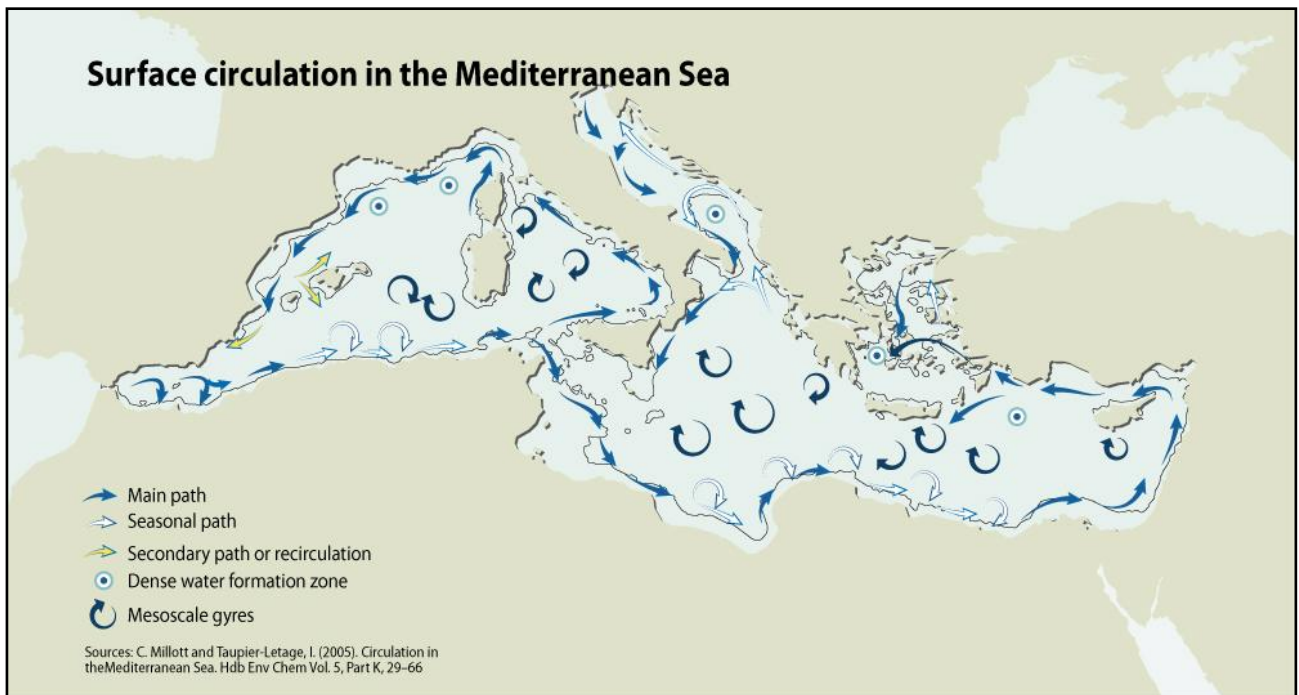 Surface circulation in the Mediterranean Sea
Main path
Seasonal path
Secondary path or recirculation
Dense water formation zone
Mesoscale gyres
Sources: C. Millott and Taupier-Letage, I. (2005). Circulation in
theMediterranean Sea. Hdb Env Chem Vol. 5, Part K, 29–66